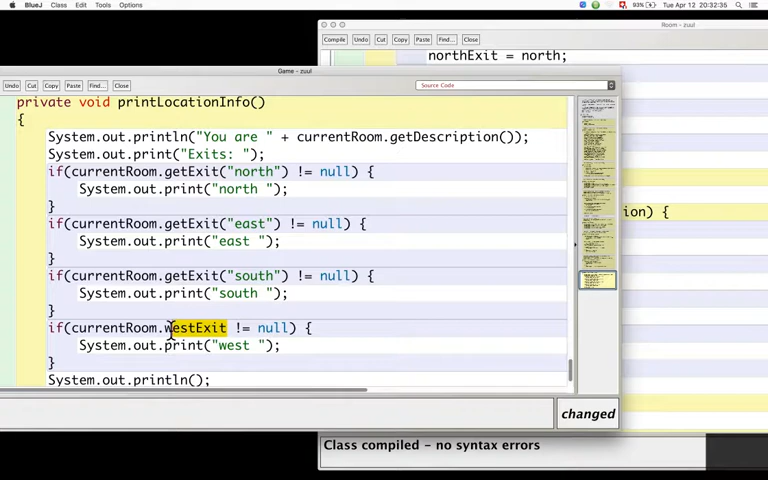 BlueJ Class Edit Tools Options 93% Tue Apr 12 20:32:35
Room - zuul
Compile Undo Cut Copy Paste Find... Close
northExit = north;
Game - zuul
Undo Cut Copy Paste Find... Close Source Code
private void printLocationInfo()
{
System.out.println("You are " + currentRoom.getDescription());
System.out.print("Exits: ");
if(currentRoom.getExit("north") != null) {
System.out.print("north ");
}
if(currentRoom.getExit("east") != null) {
System.out.print("east ");
}
if(currentRoom.getExit("south") != null) {
System.out.print("south ");
}
if(currentRoom.westExit != null) {
System.out.print("west ");
}
System.out.println();
ion) {
changed
Class compiled - no syntax errors